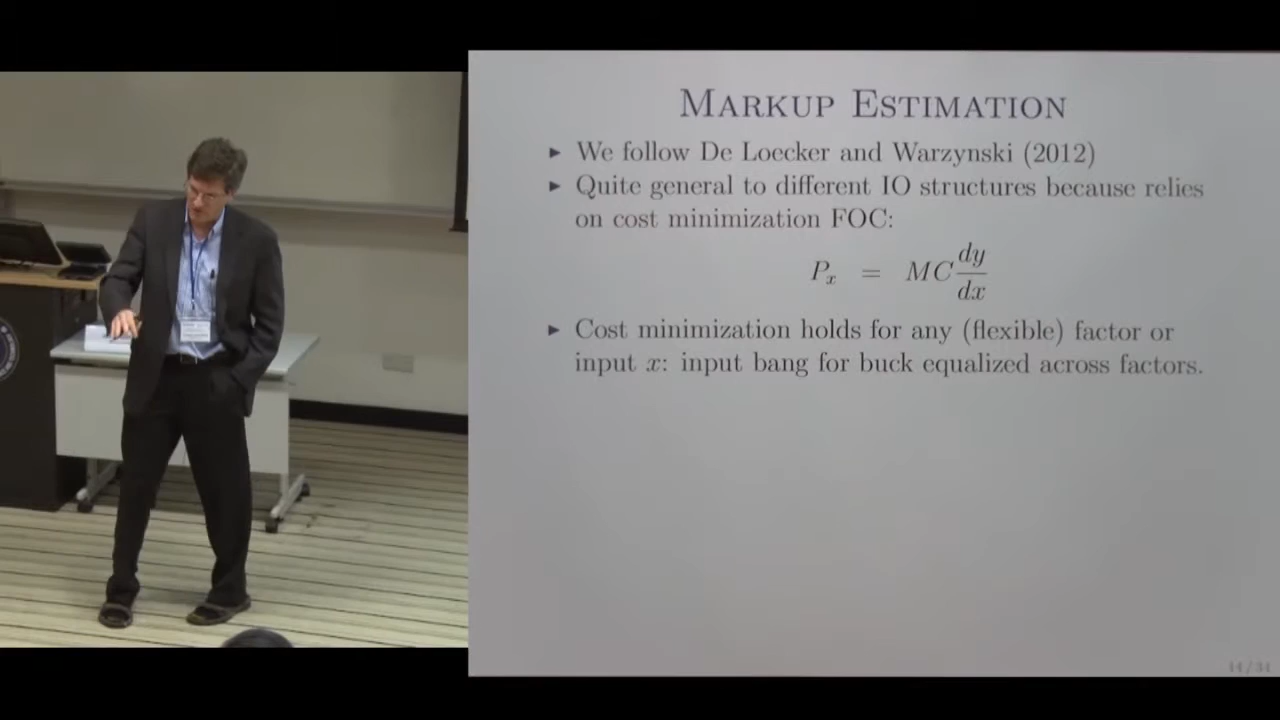 MARKUP ESTIMATION
▶ We follow De Loecker and Warzynski (2012)
▶ Quite general to different IO structures because relies
on cost minimization FOC:
P_x = MC dy/dx
▶ Cost minimization holds for any (flexible) factor or
input x: input bang for buck equalized across factors.
14 / 34